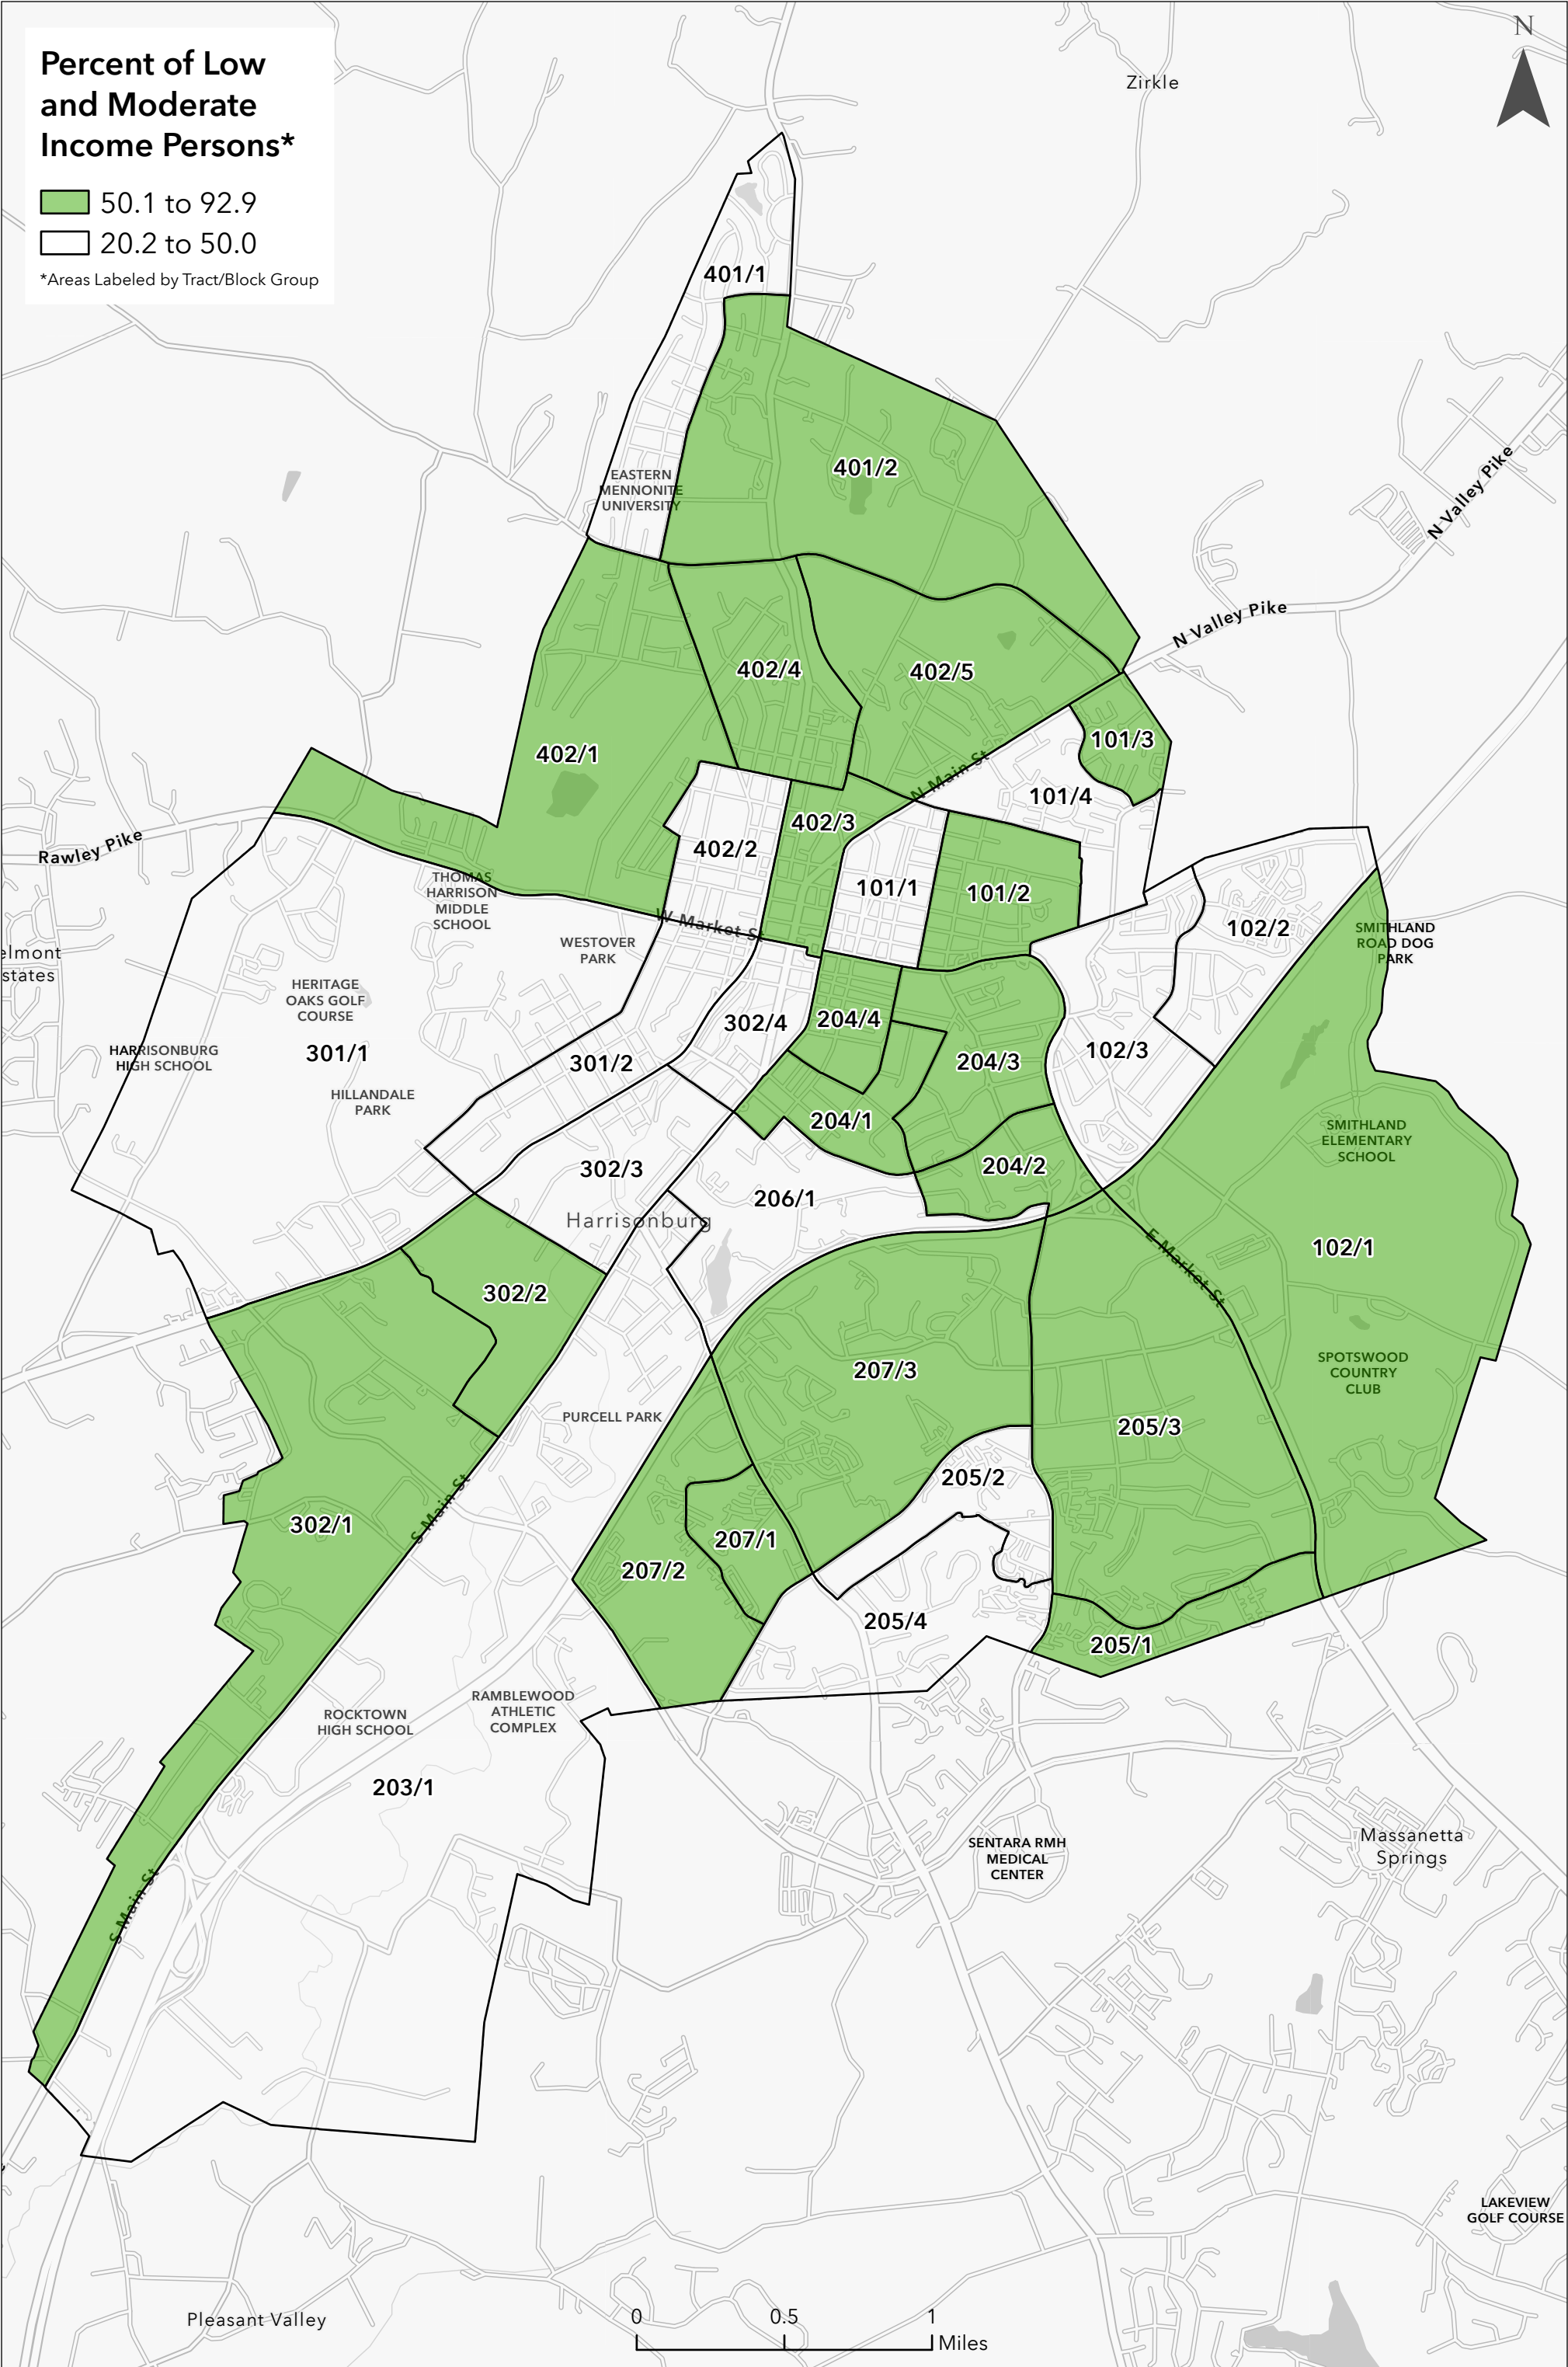 Percent of Low
and Moderate
Income Persons*
50.1 to 92.9
20.2 to 50.0
*Areas Labeled by Tract/Block Group
N
Zirkle
401/1
401/2
EASTERN
MENNONITE
UNIVERSITY
N Valley Pike
N Valley Pike
402/4
402/5
402/1
101/3
N Main St
101/4
402/3
402/2
Rawley Pike
101/1
101/2
THOMAS
HARRISON
MIDDLE
SCHOOL
W Market St
102/2
SMITHLAND
ROAD DOG
PARK
WESTOVER
PARK
elmont
states
HERITAGE
OAKS GOLF
COURSE
302/4
204/4
HARRISONBURG
HIGH SCHOOL
301/1
301/2
204/3
102/3
HILLANDALE
PARK
204/1
SMITHLAND
ELEMENTARY
SCHOOL
302/3
204/2
206/1
Harrisonburg
E Market St
102/1
302/2
207/3
SPOTSWOOD
COUNTRY
CLUB
PURCELL PARK
205/3
205/2
S Main St
302/1
207/1
207/2
205/4
205/1
RAMBLEWOOD
ATHLETIC
COMPLEX
ROCKTOWN
HIGH SCHOOL
203/1
SENTARA RMH
MEDICAL
CENTER
Massanetta
Springs
S Main St
LAKEVIEW
GOLF COURSE
Pleasant Valley
0 0.5 1
Miles